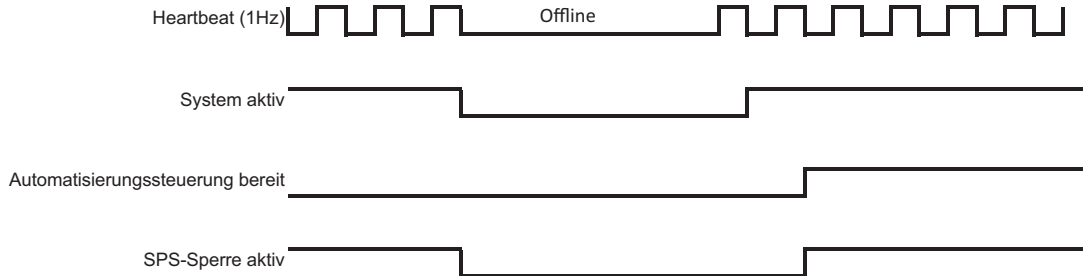 Heartbeat (1Hz)
Offline
System aktiv
Automatisierungssteuerung bereit
SPS-Sperre aktiv